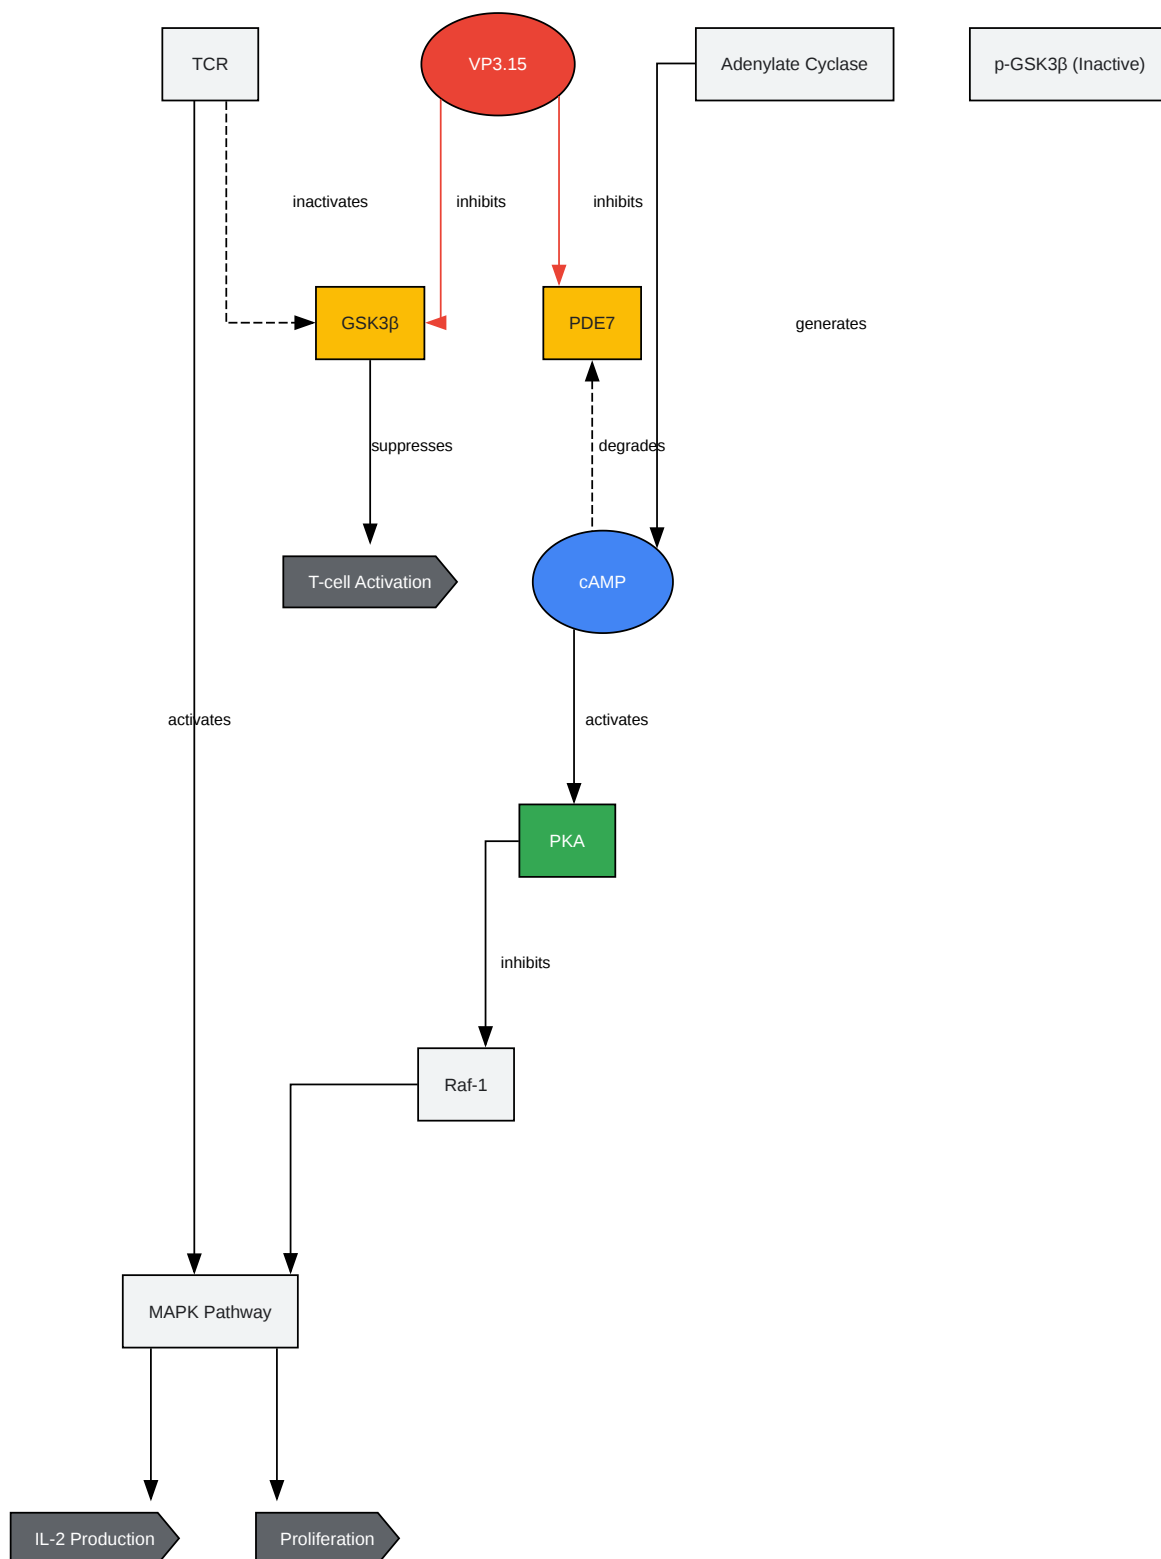 TCR
VP3.15
Adenylate Cyclase
p-GSK3β (Inactive)
inactivates
inhibits
inhibits
GSK3β
PDE7
generates
suppresses
degrades
T-cell Activation
cAMP
activates
activates
PKA
inhibits
Raf-1
MAPK Pathway
IL-2 Production
Proliferation